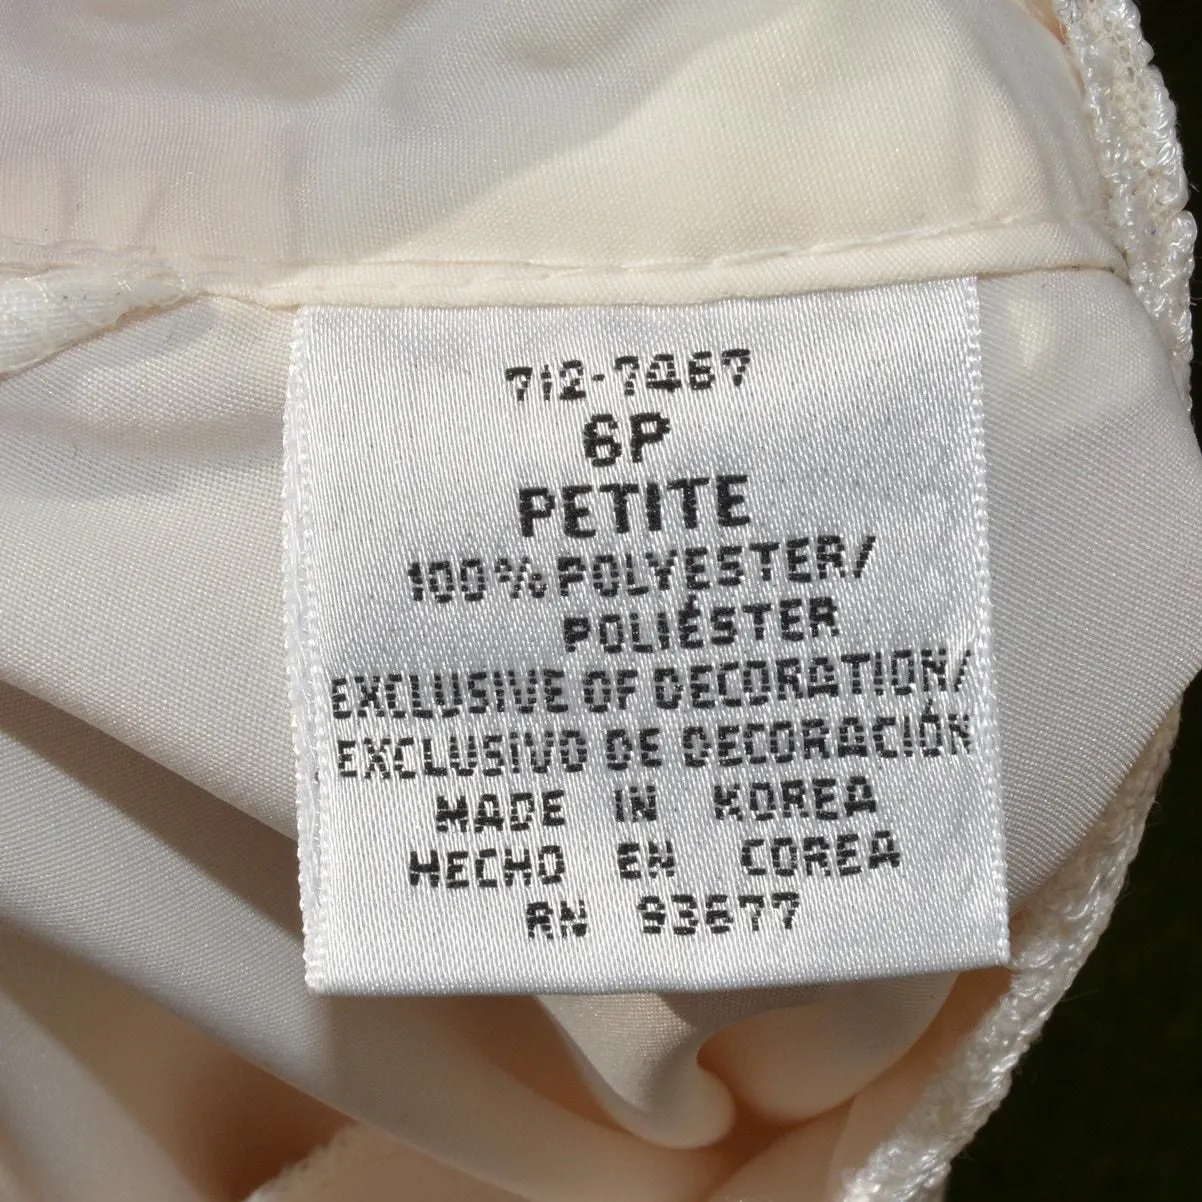 712-7467
6P
PETITE
100% POLYESTER/
POLIÉSTER
EXCLUSIVE OF DECORATION/
EXCLUSIVO DE DECORACIÓN
MADE IN KOREA
HECHO EN COREA
RN 93677